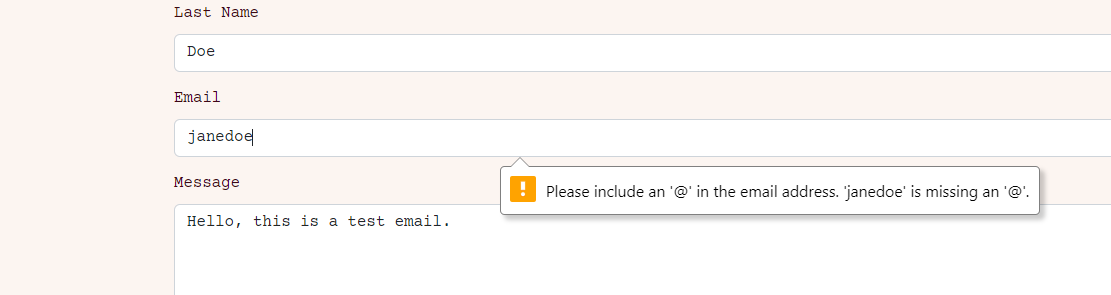 Last Name
Doe
Email
janedoe
Please include an '@' in the email address. 'janedoe' is missing an '@'.
Message
Hello, this is a test email.